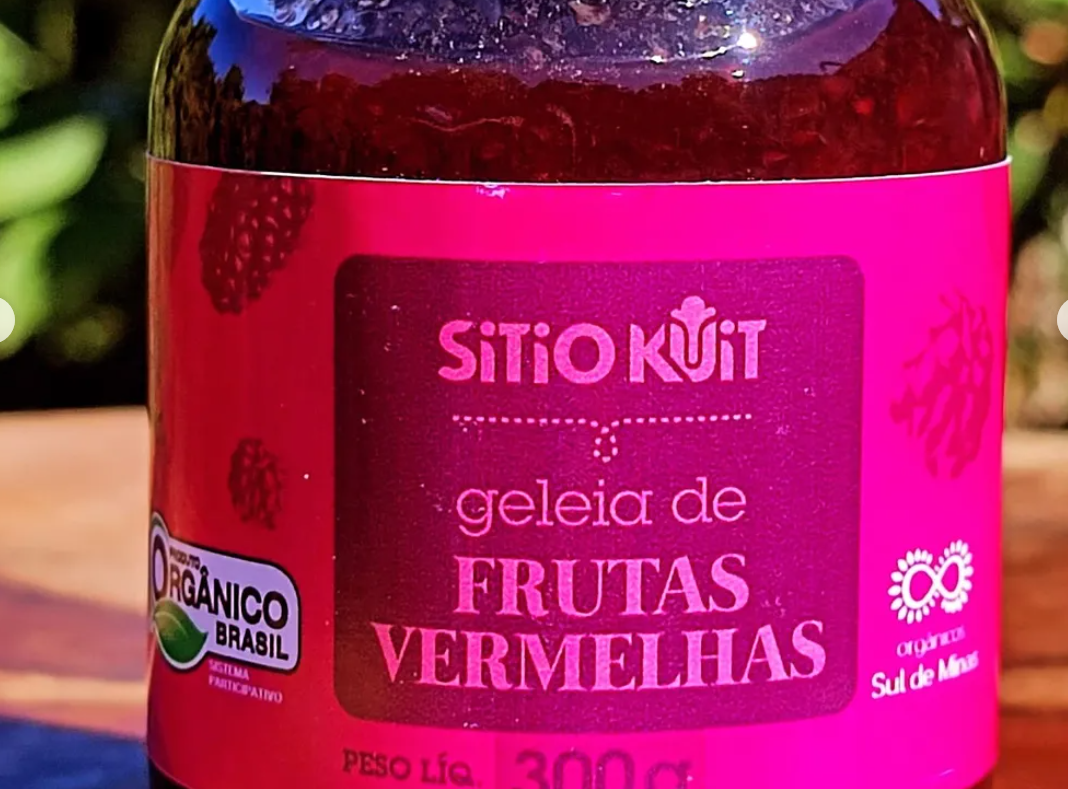 SiTiO KUiT
geleia de
FRUTAS
VERMELHAS
PRODUTO
ORGÂNICO
BRASIL
SISTEMA
PARTICIPATIVO
orgânicos
Sul de Minas
PESO LÍQ. 300g